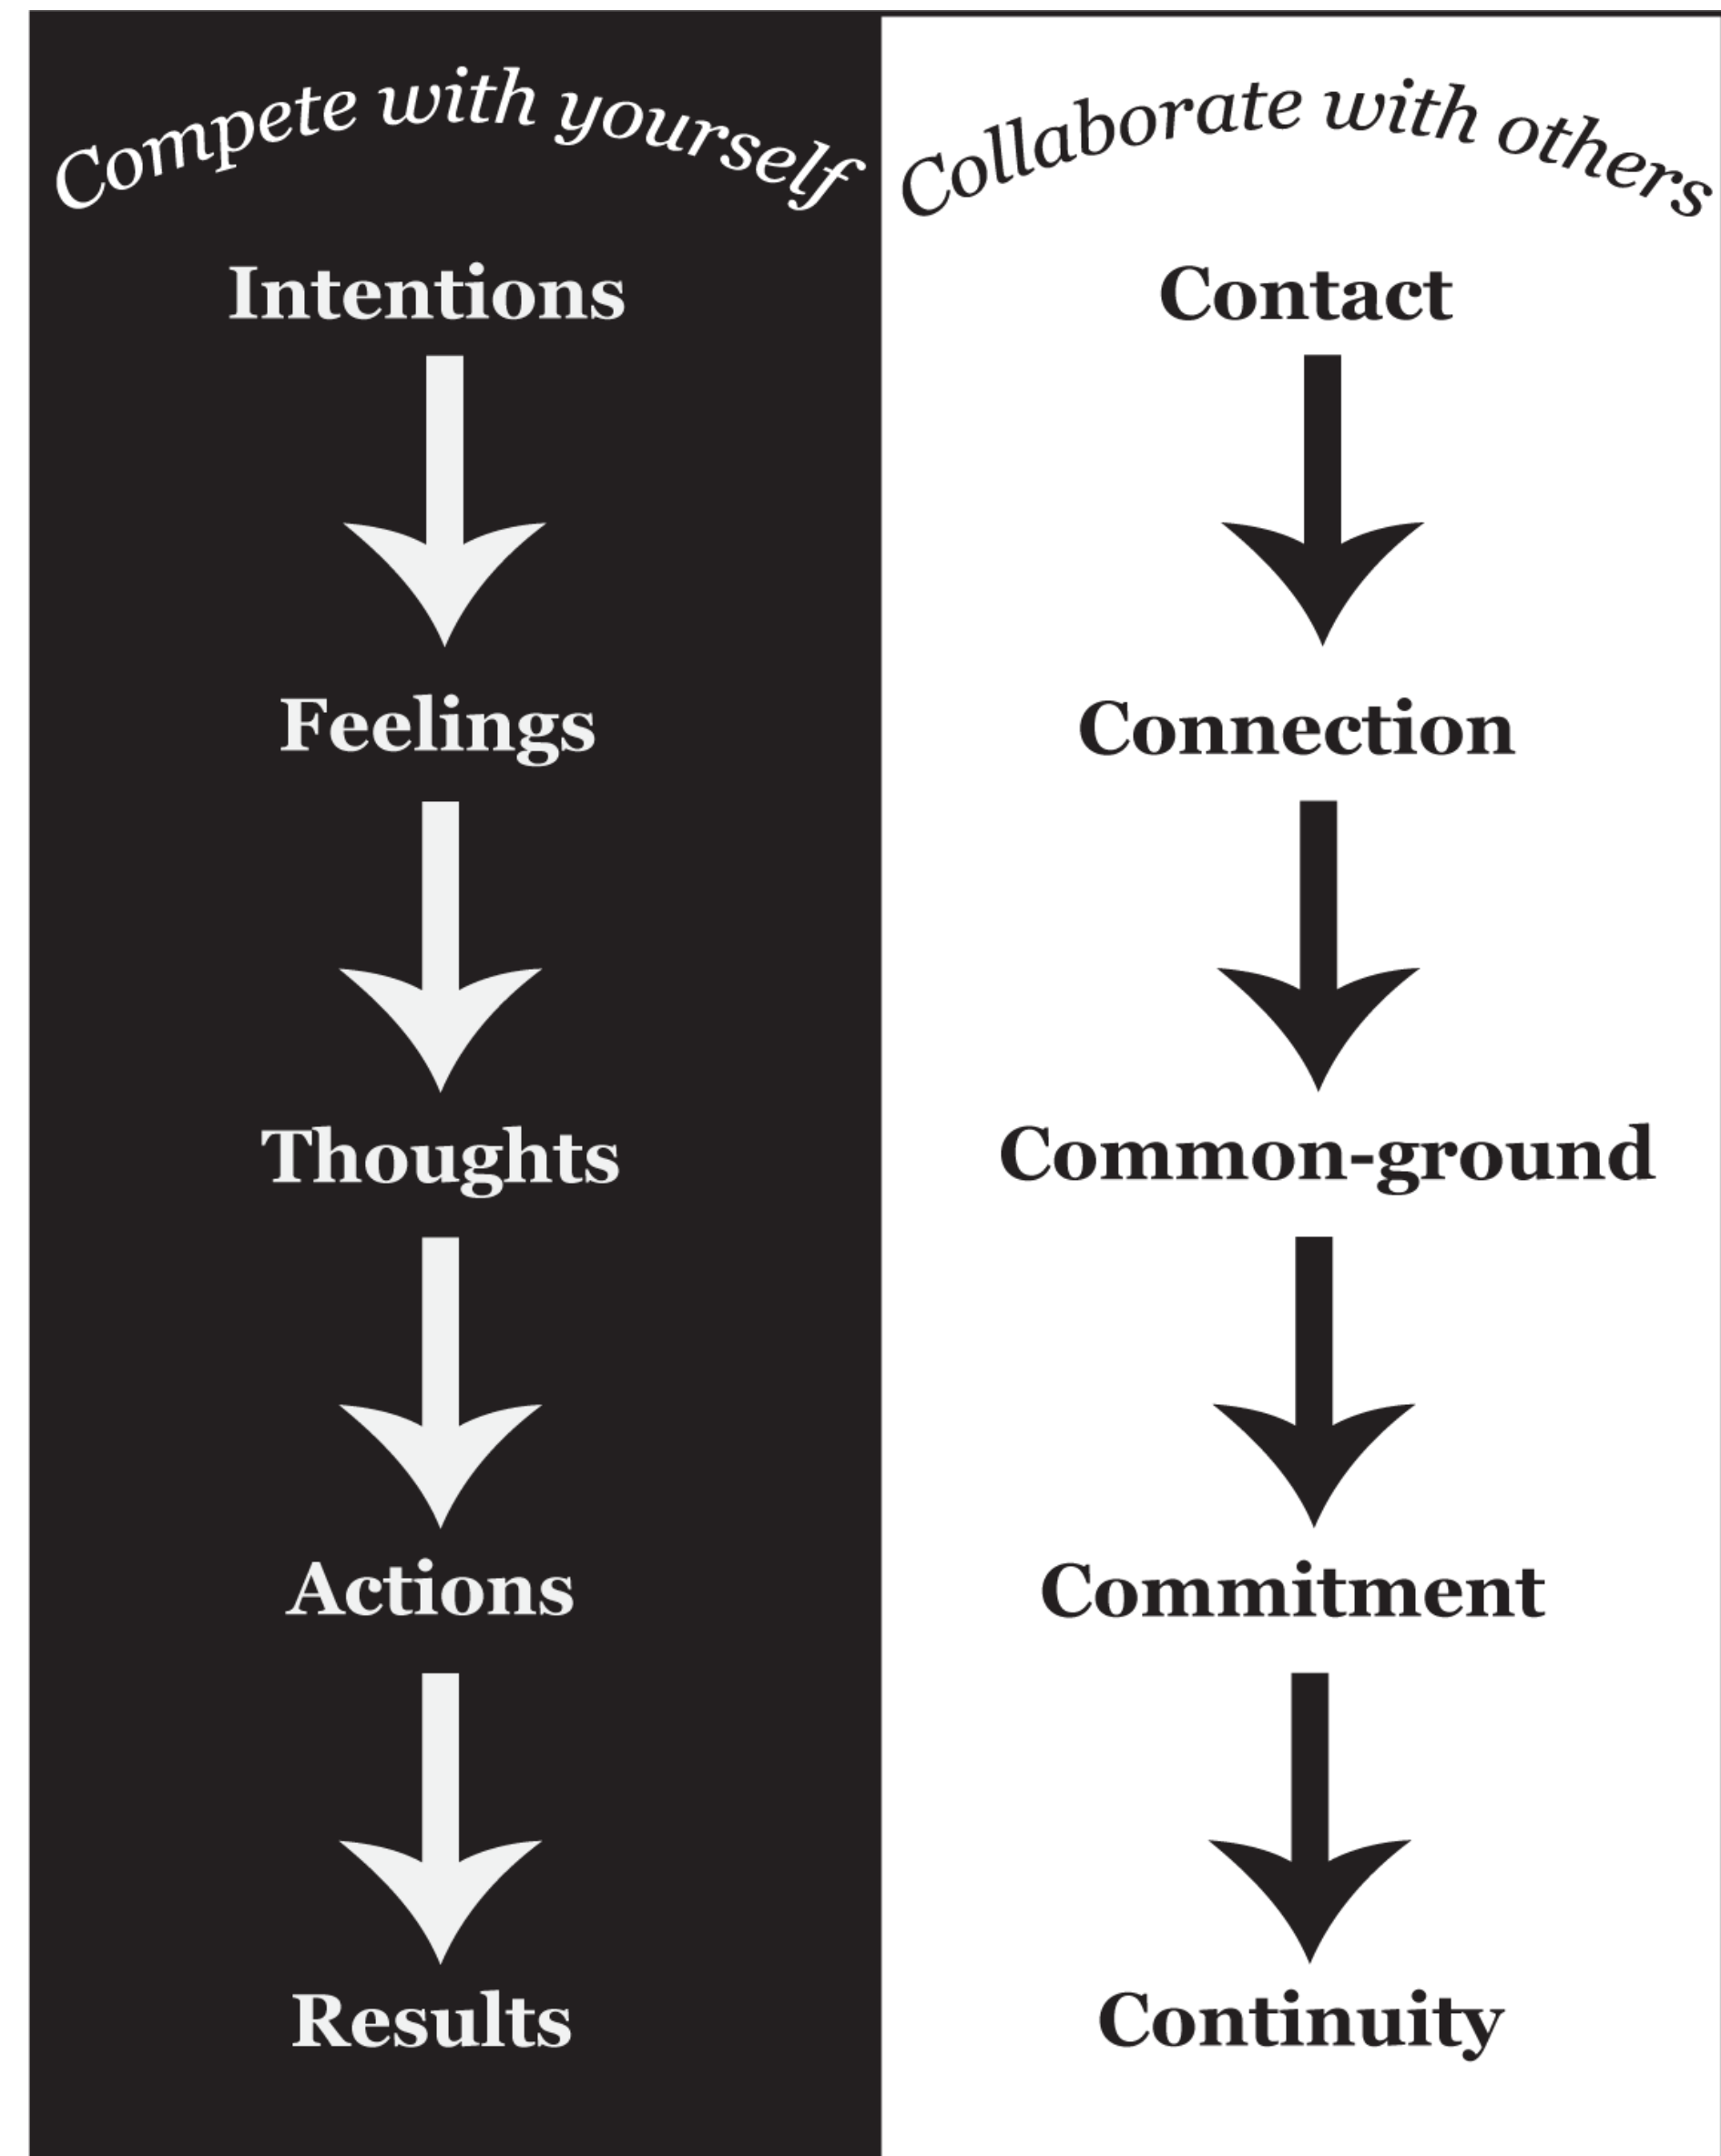 Compete with yourself
Intentions
Feelings
Thoughts
Actions
Results
Collaborate with others
Contact
Connection
Common-ground
Commitment
Continuity